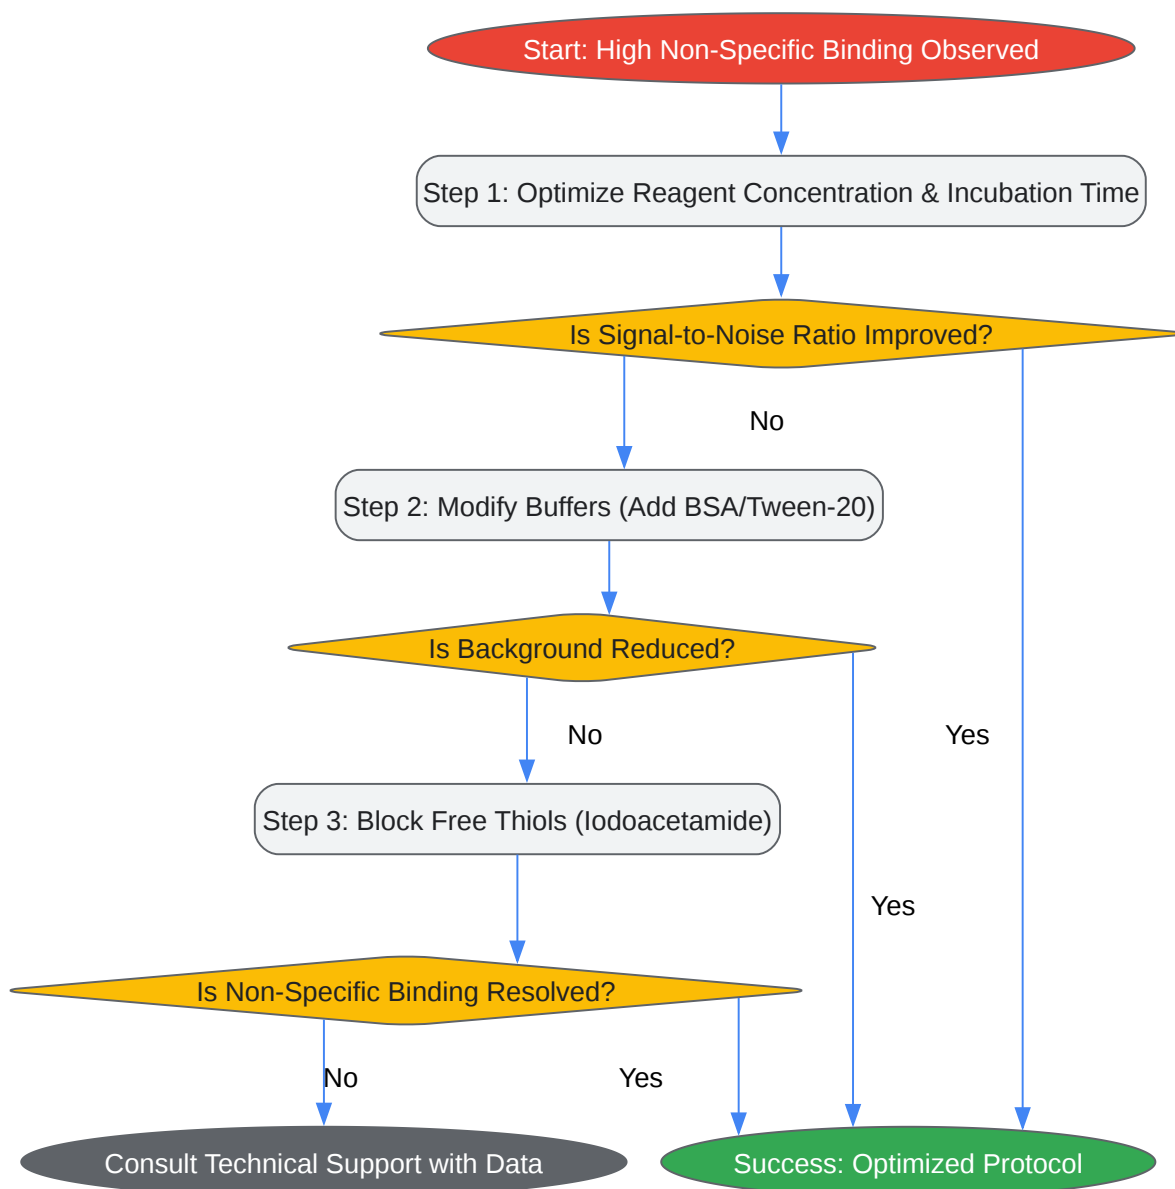 Start: High Non-Specific Binding Observed
Step 1: Optimize Reagent Concentration & Incubation Time
Is Signal-to-Noise Ratio Improved?
No
Step 2: Modify Buffers (Add BSA/Tween-20)
Is Background Reduced?
No
Yes
Step 3: Block Free Thiols (Iodoacetamide)
Yes
Is Non-Specific Binding Resolved?
No
Yes
Consult Technical Support with Data
Success: Optimized Protocol